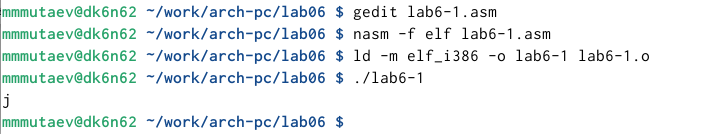 mmmutaev@dk6n62 ~/work/arch-pc/lab06 $ gedit lab6-1.asm
mmmutaev@dk6n62 ~/work/arch-pc/lab06 $ nasm -f elf lab6-1.asm
mmmutaev@dk6n62 ~/work/arch-pc/lab06 $ ld -m elf_i386 -o lab6-1 lab6-1.o
mmmutaev@dk6n62 ~/work/arch-pc/lab06 $ ./lab6-1
j
mmmutaev@dk6n62 ~/work/arch-pc/lab06 $